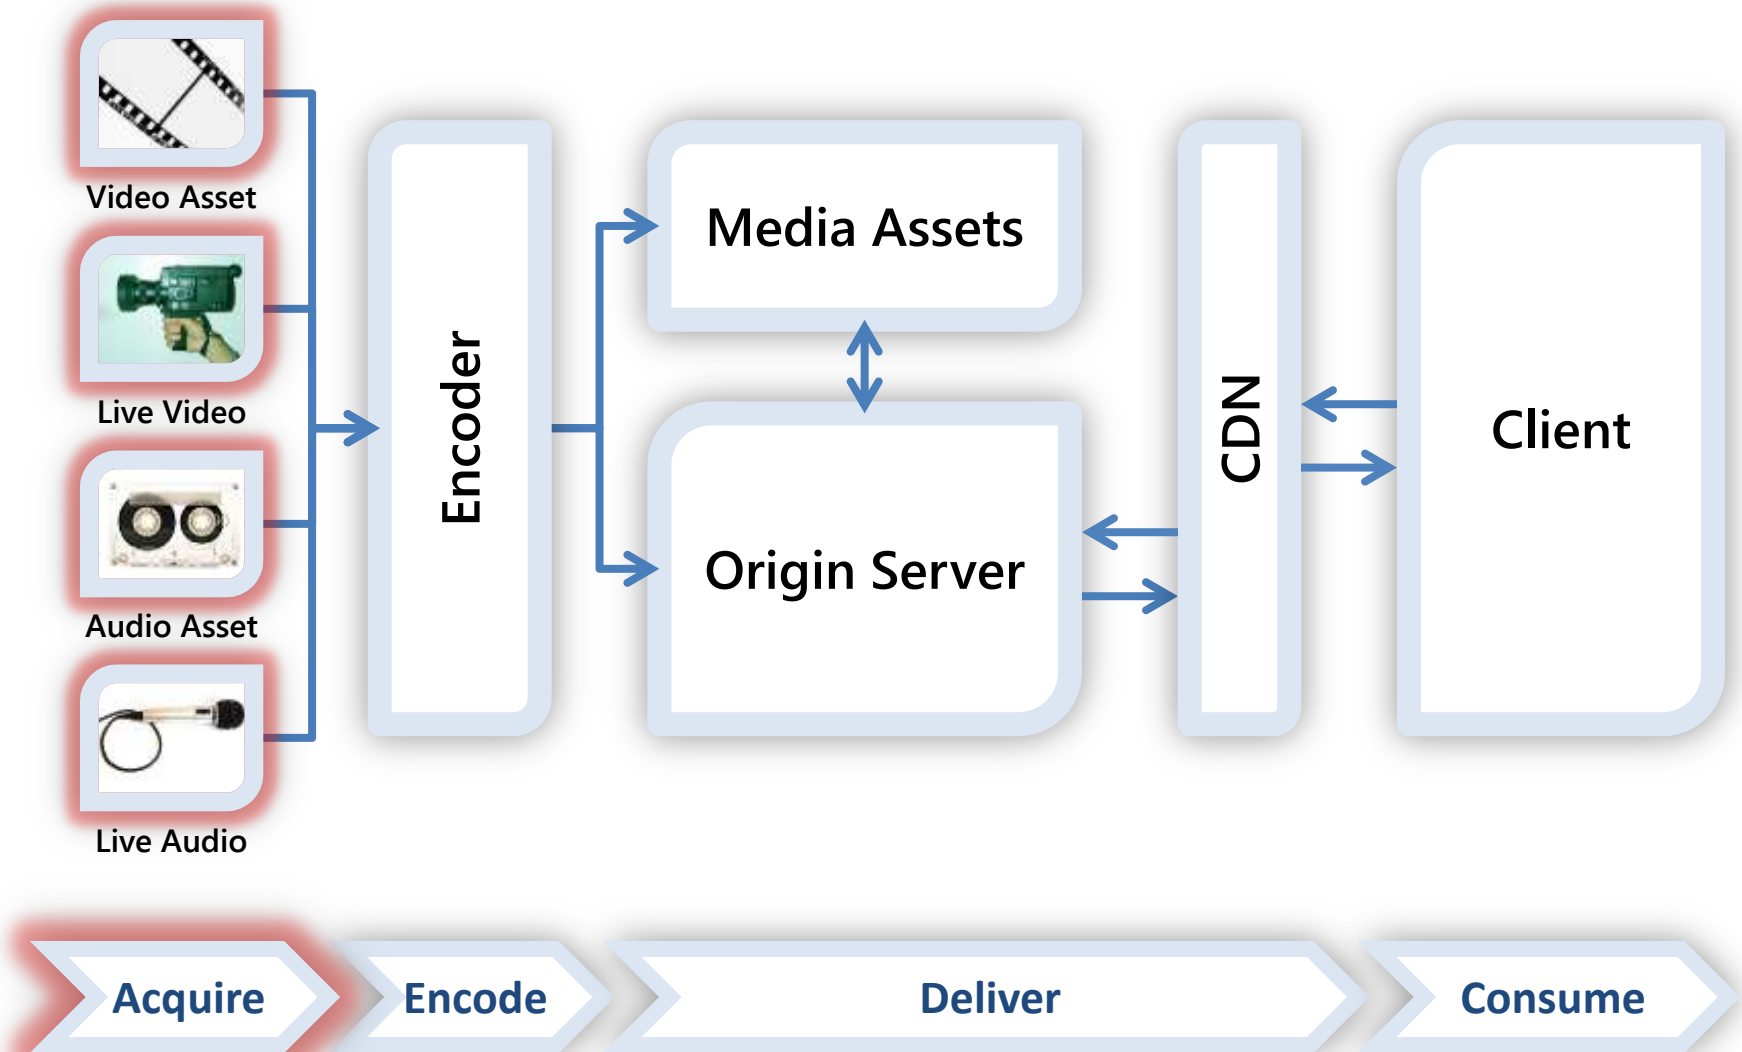 Video Asset
Live Video
Audio Asset
Live Audio
Encoder
Media Assets
Origin Server
CDN
Client
Acquire
Encode
Deliver
Consume